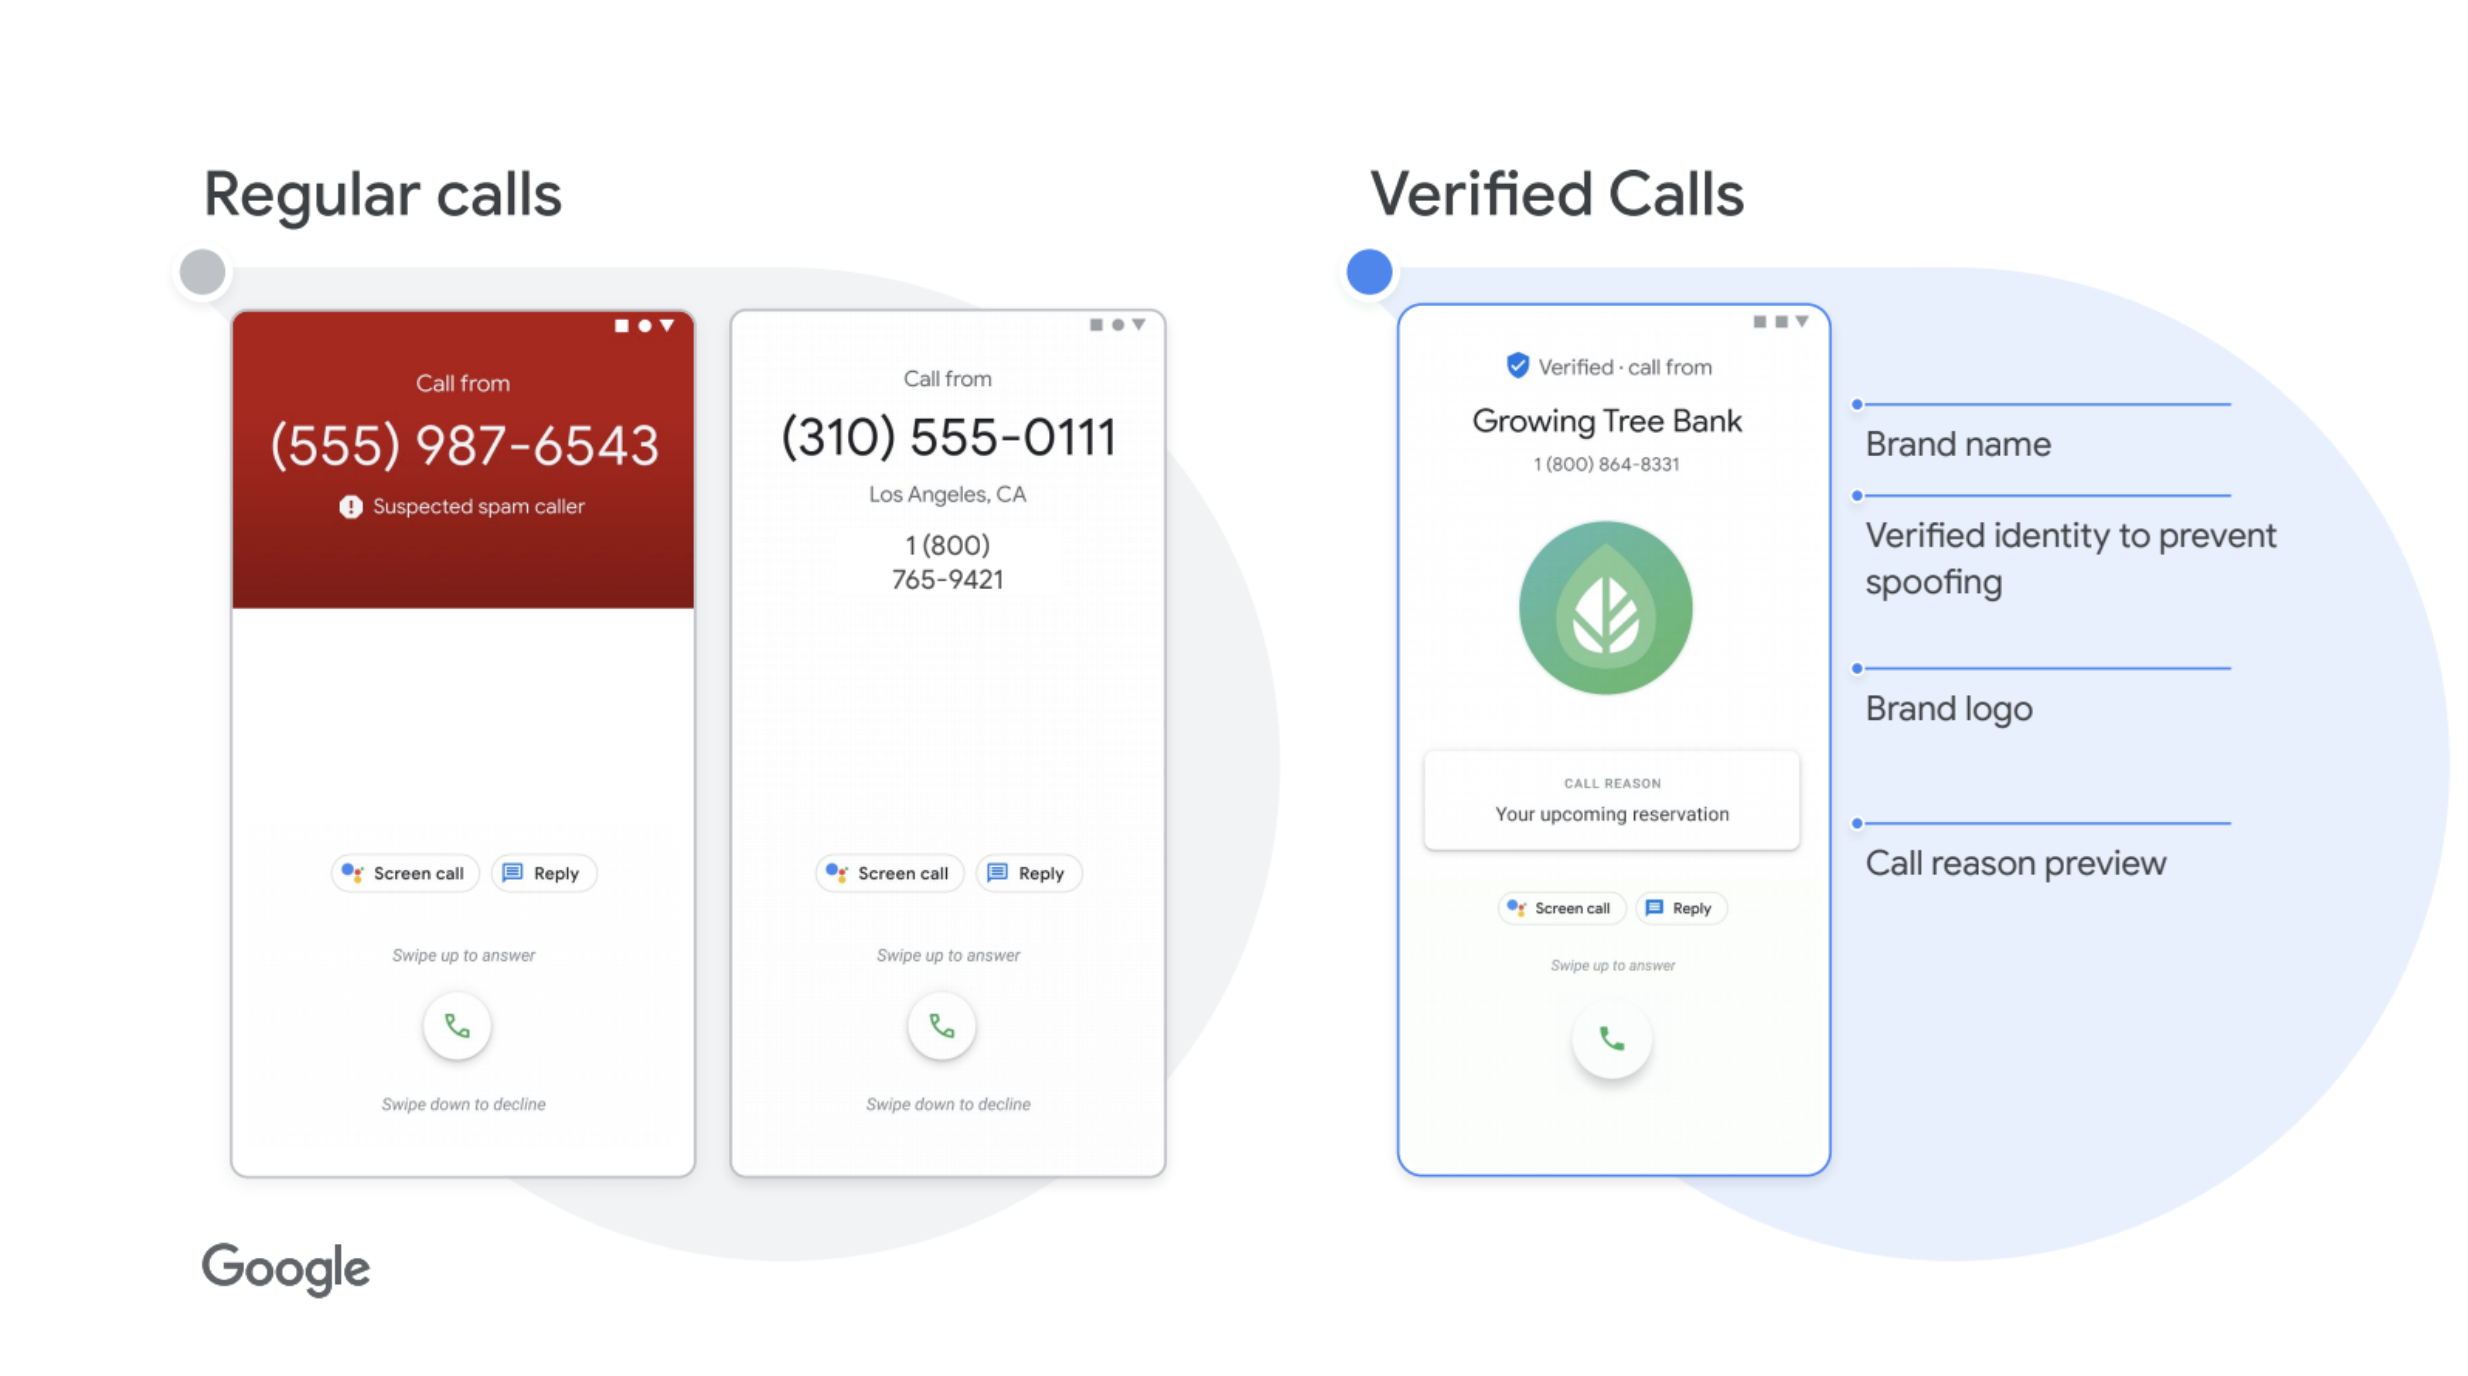 Regular calls
Call from
(555) 987-6543
Suspected spam caller
Screen call
Reply
Swipe up to answer
Swipe down to decline
Call from
(310) 555-0111
Los Angeles, CA
1 (800)
765-9421
Screen call
Reply
Swipe up to answer
Swipe down to decline
Verified Calls
Verified · call from
Growing Tree Bank
1 (800) 864-8331
CALL REASON
Your upcoming reservation
Screen call
Reply
Swipe up to answer
Brand name
Verified identity to prevent
spoofing
Brand logo
Call reason preview
Google